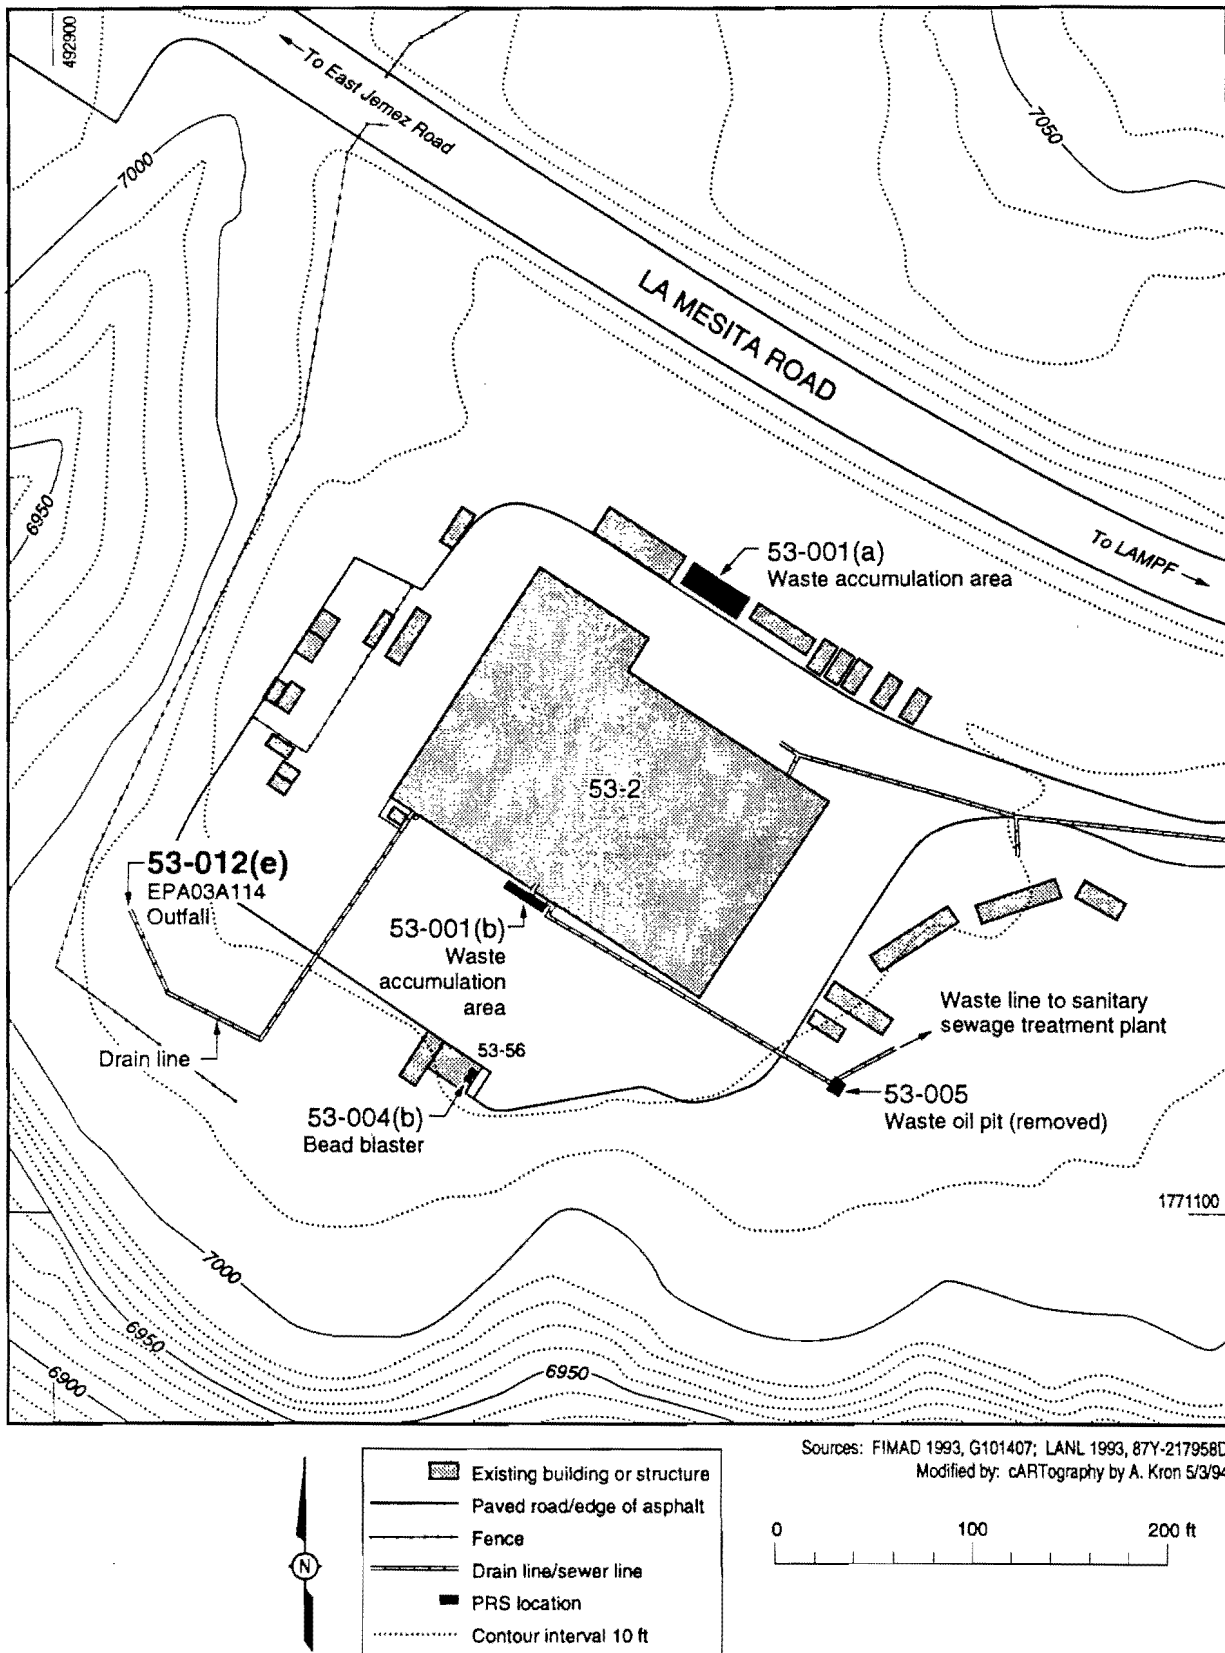 492900
To East Jemez Road
7000
7050
LA MESITA ROAD
6950
To LAMPF
53-001(a)
Waste accumulation area
53-2
53-012(e)
EPA03A114
Outfall
53-001(b)
Waste
accumulation
area
Waste line to sanitary
sewage treatment plant
Drain line
53-56
53-004(b)
Bead blaster
53-005
Waste oil pit (removed)
1771100
7000
6950
6900
6950
Sources: FIMAD 1993, G101407; LANL 1993, 87Y-217958D
Modified by: cARTography by A. Kron 5/3/94
N
Existing building or structure
Paved road/edge of asphalt
Fence
Drain line/sewer line
PRS location
Contour interval 10 ft
0 100 200 ft